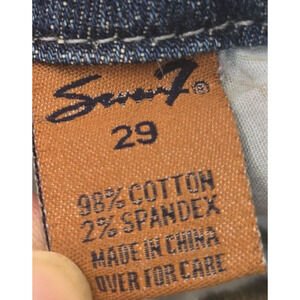 Seven7®
29
98% COTTON
2% SPANDEX
MADE IN CHINA
OVER FOR CARE